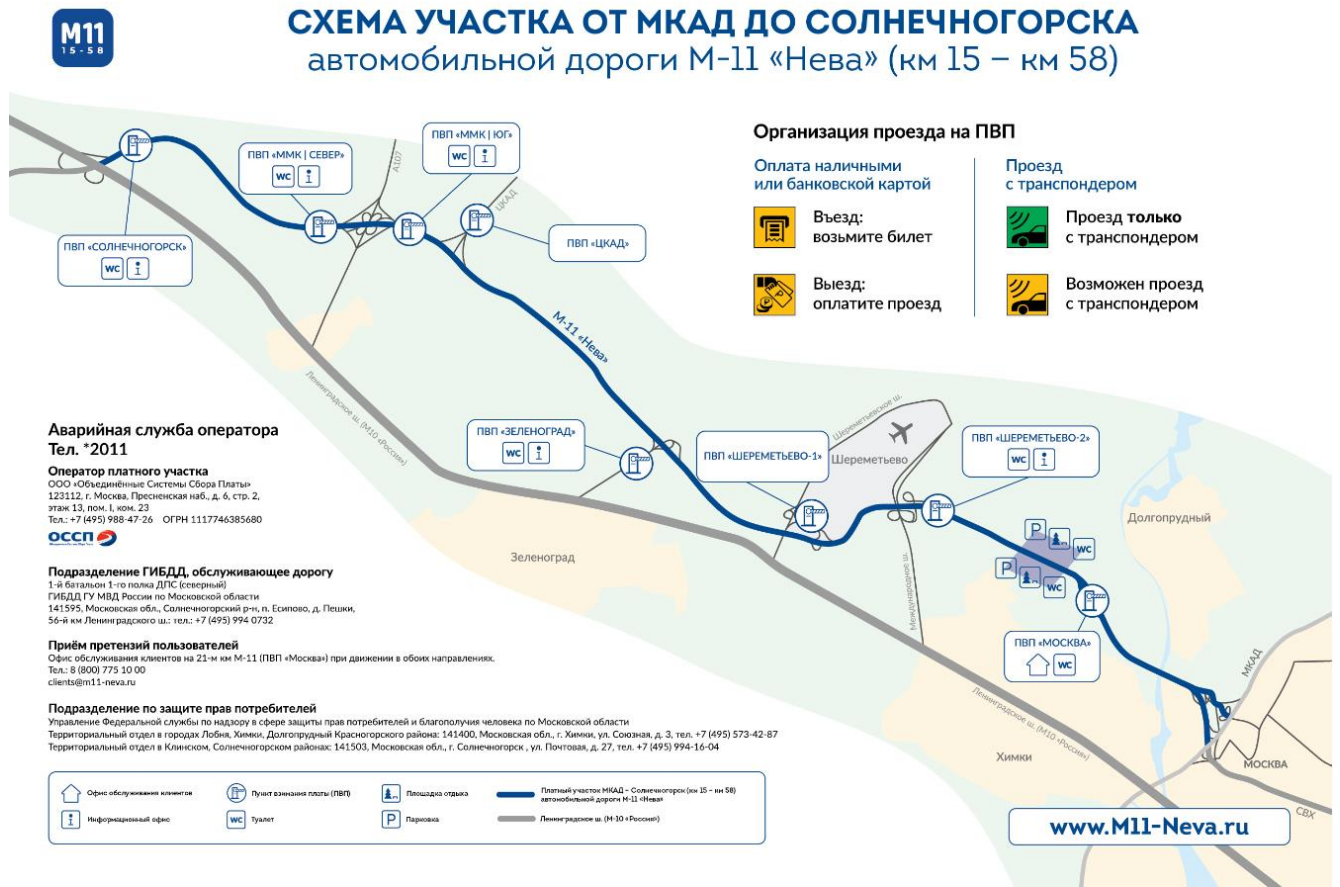 М11
15-58
СХЕМА УЧАСТКА ОТ МКАД ДО СОЛНЕЧНОГОРСКА
автомобильной дороги М-11 «Нева» (км 15 – км 58)
ПВП «ММК | ЮГ»
WC i
ПВП «ММК | СЕВЕР»
WC i
А107
ЦКАД
ПВП «СОЛНЕЧНОГОРСК»
WC i
ПВП «ЦКАД»
Организация проезда на ПВП
Оплата наличными
или банковской картой
Проезд
с транспондером
Въезд:
возьмите билет
Проезд только
с транспондером
Выезд:
оплатите проезд
Возможен проезд
с транспондером
М-11 «Нева»
Ленинградское ш. (М10 «Россия»)
ПВП «ЗЕЛЕНОГРАД»
WC i
ПВП «ШЕРЕМЕТЬЕВО-1»
Шереметьевское ш.
Шереметьево
ПВП «ШЕРЕМЕТЬЕВО-2»
WC i
Долгопрудный
Зеленоград
P WC
P WC
Международное ш.
ПВП «МОСКВА»
WC
МКАД
Ленинградское ш. (М10 «Россия»)
Химки
МОСКВА
СВХ
Аварийная служба оператора
Тел. *2011
Оператор платного участка
ООО «Объединённые Системы Сбора Платы»
123112, г. Москва, Пресненская наб., д. 6, стр. 2,
этаж 13, пом. I, ком. 23
Тел.: +7 (495) 988-47-26 ОГРН 1117746385680
ОССП
Подразделение ГИБДД, обслуживающее дорогу
1-й батальон 1-го полка ДПС (северный)
ГИБДД ГУ МВД России по Московской области
141595, Московская обл., Солнечногорский р-н, п. Есипово, д. Пешки,
56-й км Ленинградского ш.: тел.: +7 (495) 994 0732
Приём претензий пользователей
Офис обслуживания клиентов на 21-м км М-11 (ПВП «Москва») при движении в обоих направлениях.
Тел.: 8 (800) 775 10 00
clients@m11-neva.ru
Подразделение по защите прав потребителей
Управление Федеральной службы по надзору в сфере защиты прав потребителей и благополучия человека по Московской области
Территориальный отдел в городах Лобня, Химки, Долгопрудный Красногорского района: 141400, Московская обл., г. Химки, ул. Союзная, д. 3, тел. +7 (495) 573-42-87
Территориальный отдел в Клинском, Солнечногорском районах: 141503, Московская обл., г. Солнечногорск , ул. Почтовая, д. 27, тел. +7 (495) 994-16-04
Офис обслуживания клиентов
Пункт взимания платы (ПВП)
Площадка отдыха
Платный участок МКАД – Солнечногорск (км 15 – км 58)
автомобильной дороги М-11 «Нева»
i Информационный офис
WC Туалет
P Парковка
Ленинградское ш. (М-10 «Россия»)
www.M11-Neva.ru